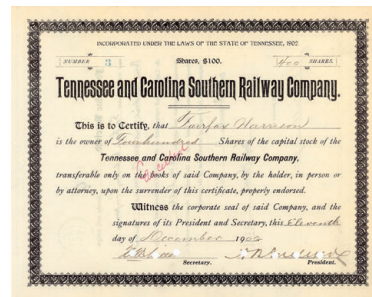 INCORPORATED UNDER THE LAWS OF THE STATE OF TENNESSEE, 1902
NUMBER 3 Shares, $100. 400 SHARES
Tennessee and Carolina Southern Railway Company.
This is to Certify, that Fairfax Harrison
is the owner of Four hundred Shares of the capital stock of the
Tennessee and Carolina Southern Railway Company,
transferable only on the books of said Company, by the holder, in person or
by attorney, upon the surrender of this certificate, properly endorsed.
Witness the corporate seal of said Company, and the
signatures of its President and Secretary, this Eleventh
day of December 1902
Secretary. President.